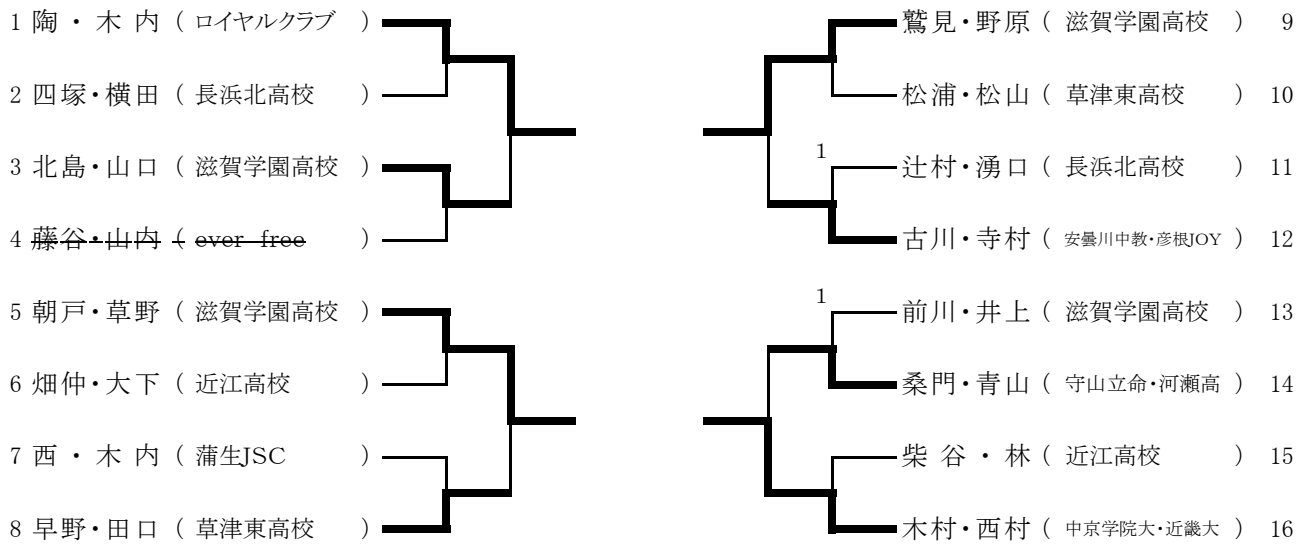 1 陶・木内 ( ロイヤルクラブ )
2 四塚・横田 ( 長浜北高校 )
3 北島・山口 ( 滋賀学園高校 )
4 藤谷・山内 ( ever free )
5 朝戸・草野 ( 滋賀学園高校 )
6 畑仲・大下 ( 近江高校 )
7 西・木内 ( 蒲生JSC )
8 早野・田口 ( 草津東高校 )
鷲見・野原 ( 滋賀学園高校 ) 9
松浦・松山 ( 草津東高校 ) 10
1
辻村・湧口 ( 長浜北高校 ) 11
古川・寺村 ( 安曇川中教・彦根JOY ) 12
1
前川・井上 ( 滋賀学園高校 ) 13
桑門・青山 ( 守山立命・河瀬高 ) 14
柴谷・林 ( 近江高校 ) 15
木村・西村 ( 中京学院大・近畿大 ) 16